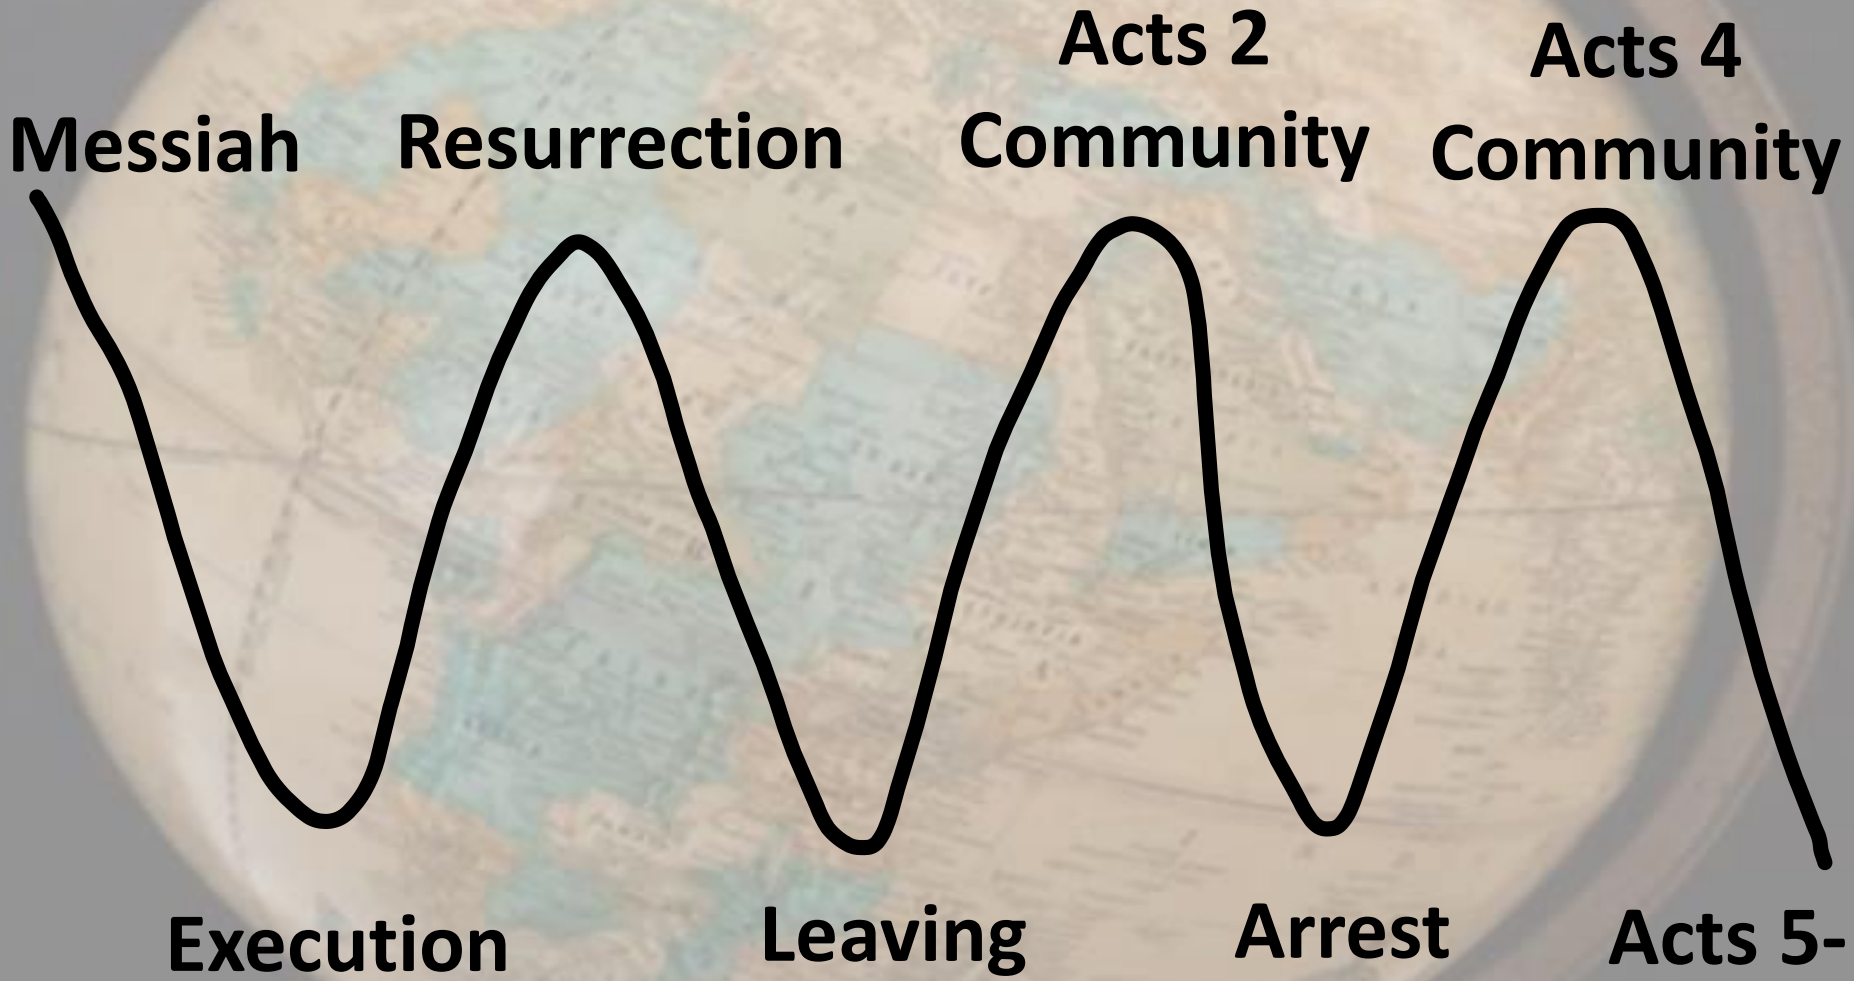 Messiah
Resurrection
Acts 2
Community
Acts 4
Community
Execution
Leaving
Arrest
Acts 5-